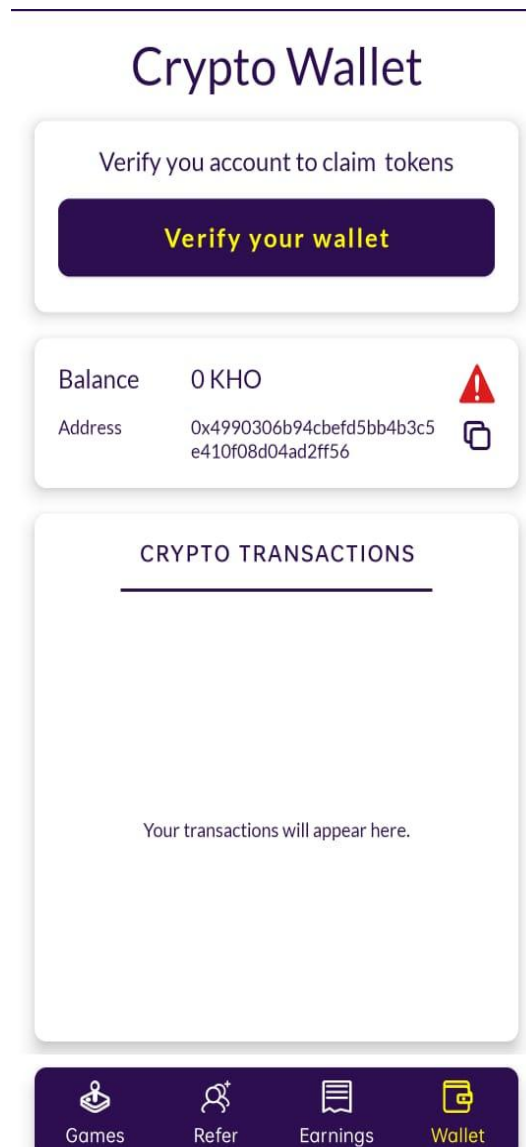 Crypto Wallet
Verify you account to claim tokens
Verify your wallet
Balance 0 KHO
Address 0x4990306b94cbefd5bb4b3c5
e410f08d04ad2ff56
CRYPTO TRANSACTIONS
Your transactions will appear here.
Games Refer Earnings Wallet